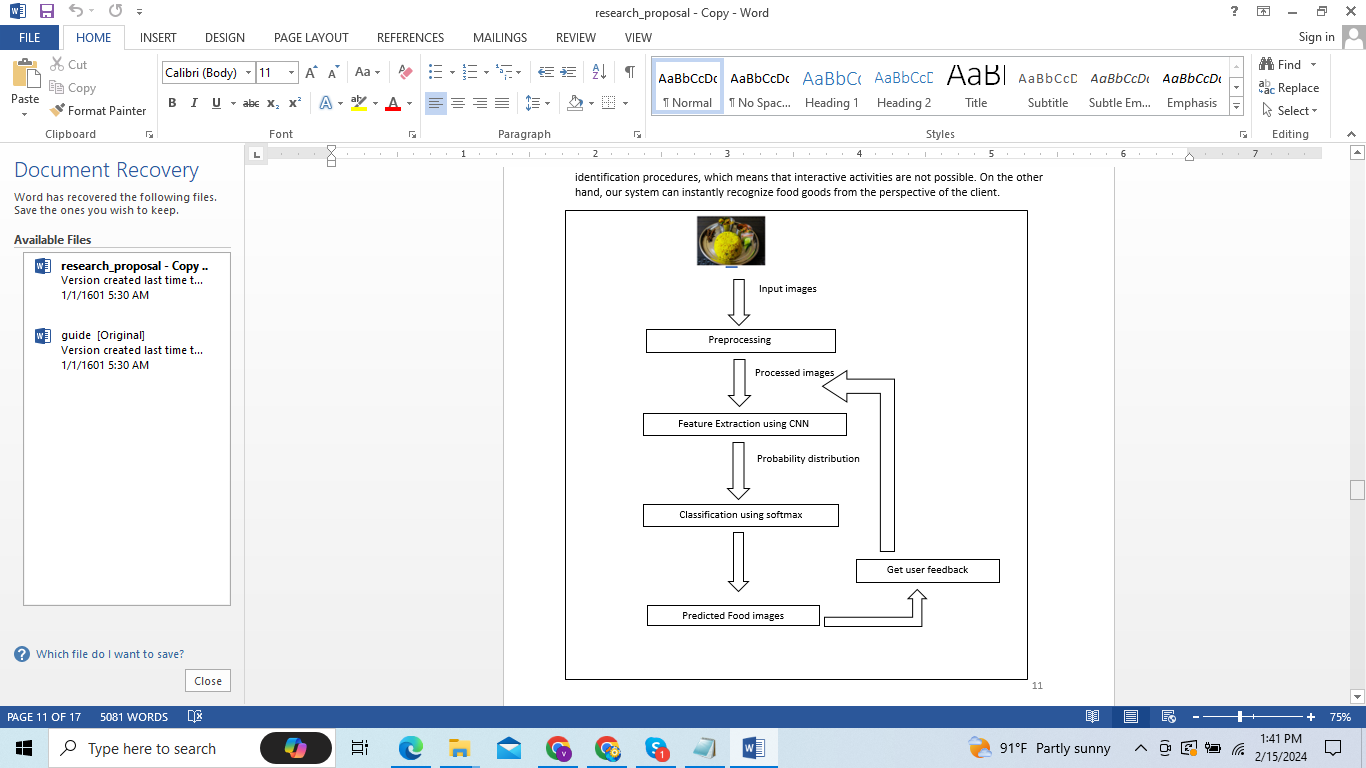 research_proposal - Copy - Word
FILE HOME INSERT DESIGN PAGE LAYOUT REFERENCES MAILINGS REVIEW VIEW Sign in
Paste
Cut
Copy
Format Painter
Clipboard
Calibri (Body) 11
Font
Paragraph
AaBbCcDc AaBbCcDc AaBbCc AaBbCcD AaBl AaBbCcD AaBbCcDc AaBbCcDc
¶ Normal ¶ No Spac... Heading 1 Heading 2 Title Subtitle Subtle Em... Emphasis
Styles
Find
Replace
Select
Editing
Document Recovery
Word has recovered the following files.
Save the ones you wish to keep.
Available Files
research_proposal - Copy ..
Version created last time t...
1/1/1601 5:30 AM
guide [Original]
Version created last time t...
1/1/1601 5:30 AM
Which file do I want to save?
Close
1 2 3 4 5 6 7
identification procedures, which means that interactive activities are not possible. On the other
hand, our system can instantly recognize food goods from the perspective of the client.
Input images
Preprocessing
Processed images
Feature Extraction using CNN
Probability distribution
Classification using softmax
Get user feedback
Predicted Food images
11
PAGE 11 OF 17 5081 WORDS 75%
Type here to search
91°F Partly sunny
1:41 PM
2/15/2024